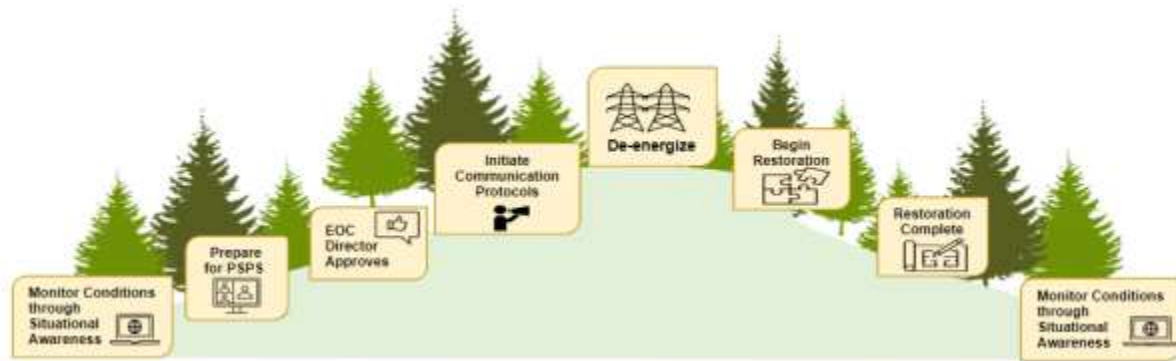 Monitor Conditions
through
Situational
Awareness
Prepare
for PSPS
EOC
Director
Approves
Initiate
Communication
Protocols
De-energize
Begin
Restoration
Restoration
Complete
Monitor Conditions
through
Situational
Awareness